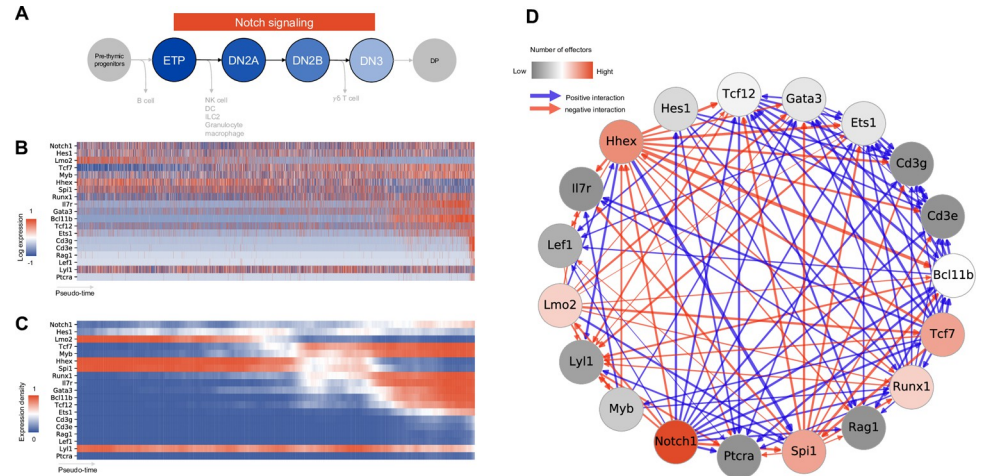 A
Notch signaling
Pre-thymic
progenitors
ETP
DN2A
DN2B
DN3
DP
B cell
NK cell
DC
ILC2
Granulocyte
macrophage
γδ T cell
B
Notch1
Hes1
Lmo2
Tcf7
Myb
Hhex
Spi1
Runx1
Il7r
Gata3
Bcl11b
Tcf12
Ets1
Cd3g
Cd3e
Rag1
Lef1
Lyl1
Ptcra
Log expression
1
-1
Pseudo-time
C
Notch1
Hes1
Lmo2
Tcf7
Myb
Hhex
Spi1
Runx1
Il7r
Gata3
Bcl11b
Tcf12
Ets1
Cd3g
Cd3e
Rag1
Lef1
Lyl1
Ptcra
Expression density
1
0
Pseudo-time
D
Number of effectors
Low
Hight
Positive interaction
negative interaction
Tcf12
Gata3
Ets1
Cd3g
Cd3e
Bcl11b
Tcf7
Runx1
Rag1
Spi1
Ptcra
Notch1
Myb
Lyl1
Lmo2
Lef1
Il7r
Hhex
Hes1